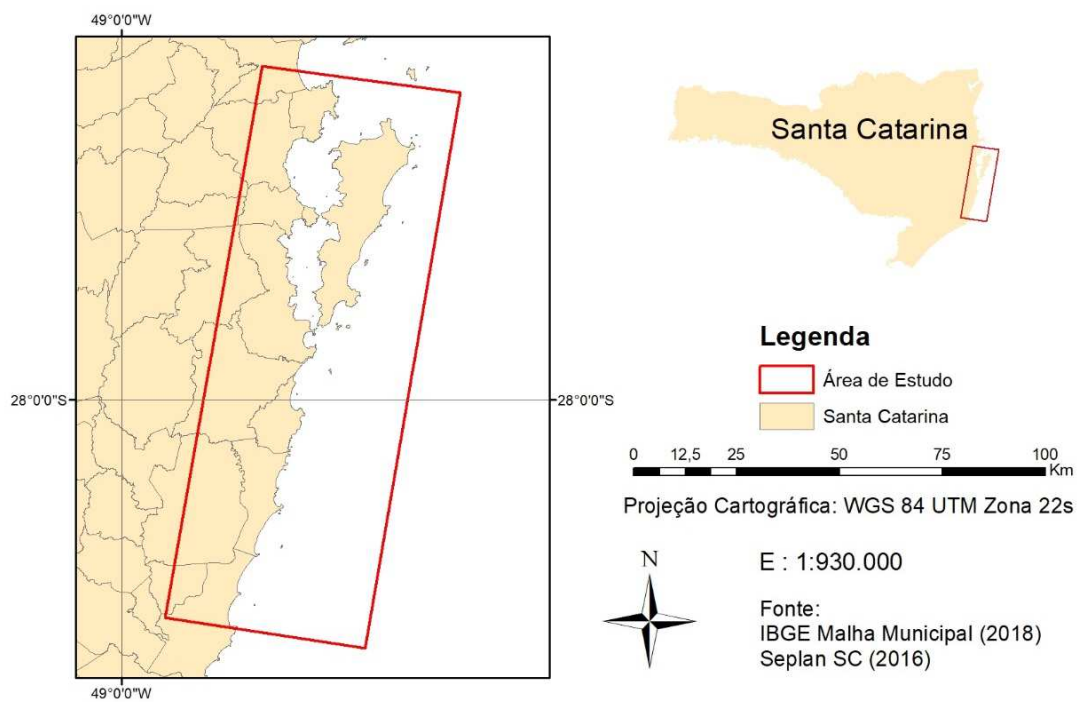 49°0'0"W
28°0'0"S
28°0'0"S
49°0'0"W
Santa Catarina
Legenda
Área de Estudo
Santa Catarina
0 12,5 25 50 75 100
Km
Projeção Cartográfica: WGS 84 UTM Zona 22s
N
E : 1:930.000
Fonte:
IBGE Malha Municipal (2018)
Seplan SC (2016)